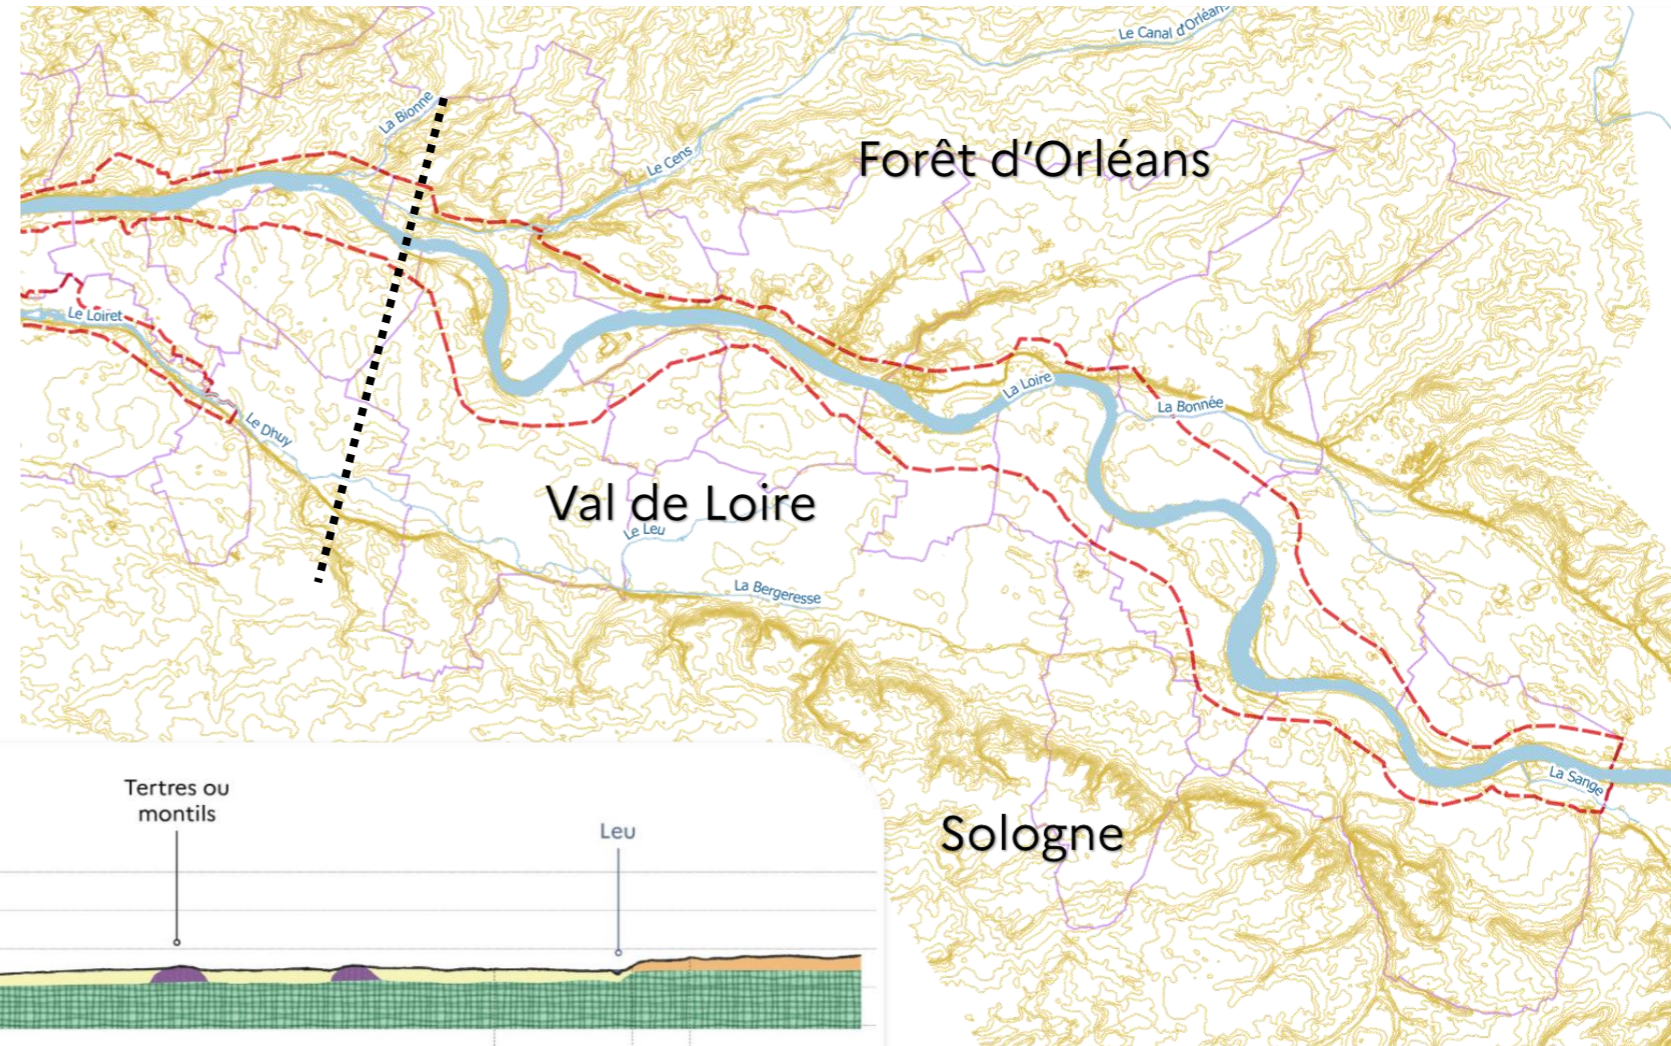 Le Canal d'Orléans
La Bionne
Le Cens
Forêt d'Orléans
Le Loiret
La Loire
La Bonnée
Le Dhuy
Val de Loire
Le Leu
La Bergeresse
La Sange
Sologne
Tertres ou
montils
Leu